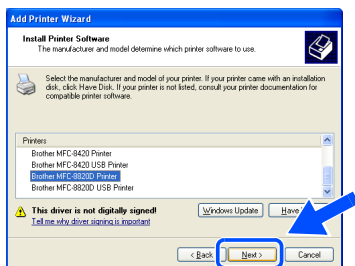 Add Printer Wizard
Install Printer Software
The manufacturer and model determine which printer software to use.
Select the manufacturer and model of your printer. If your printer came with an installation
disk, click Have Disk. If your printer is not listed, consult your printer documentation for
compatible printer software.
Printers
Brother MFC-8420 Printer
Brother MFC-8420 USB Printer
Brother MFC-8820D Printer
Brother MFC-8820D USB Printer
This driver is not digitally signed!
Tell me why driver signing is important
Windows Update
Have
< Back
Next >
Cancel